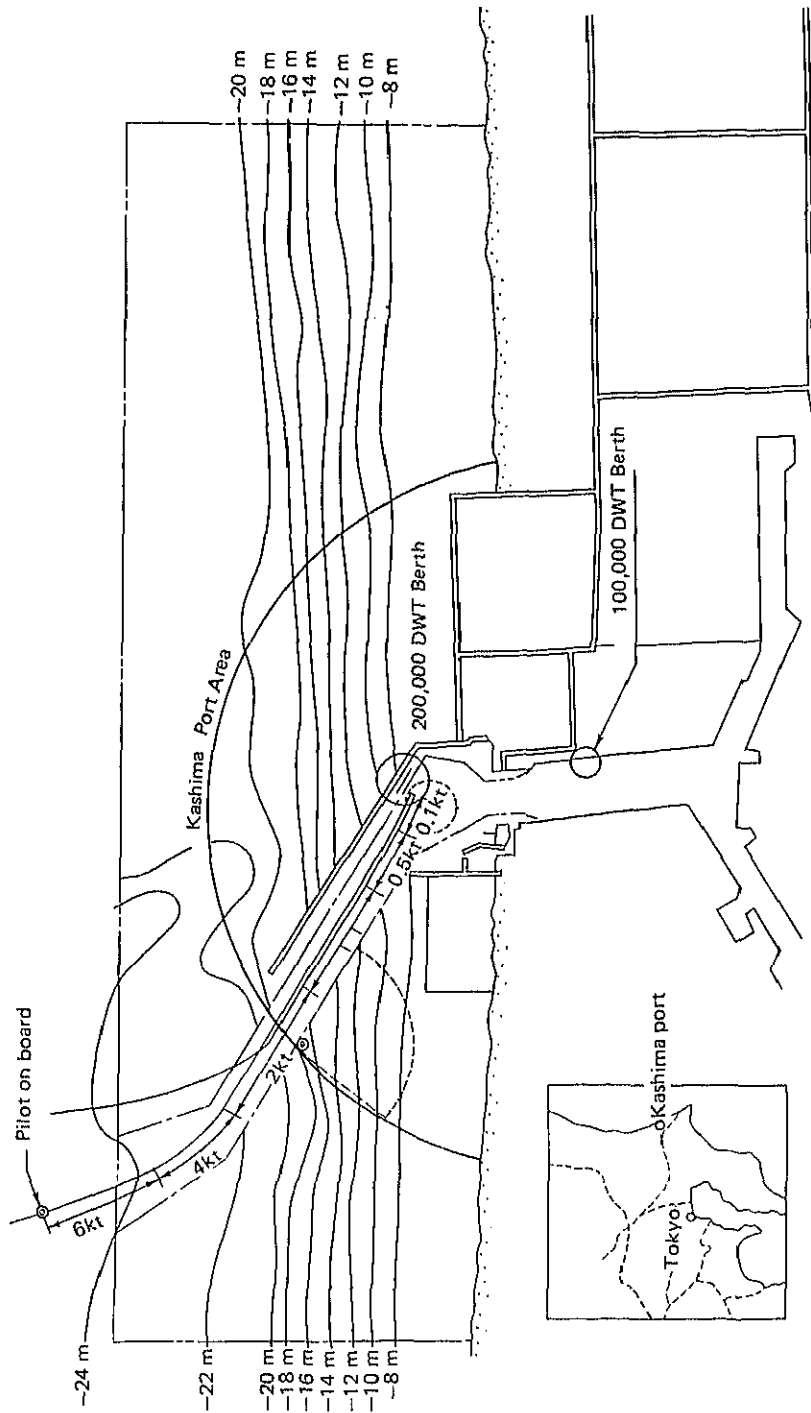 Pilot on board
6kt
4kt
2kt
0.5kt
0.1kt
Kashima Port Area
200,000 DWT Berth
100,000 DWT Berth
−24 m
−22 m
−20 m
−18 m
−16 m
−14 m
−12 m
−10 m
−8 m
−20 m
−18 m
−16 m
−14 m
−12 m
−10 m
−8 m
Kashima port
Tokyo